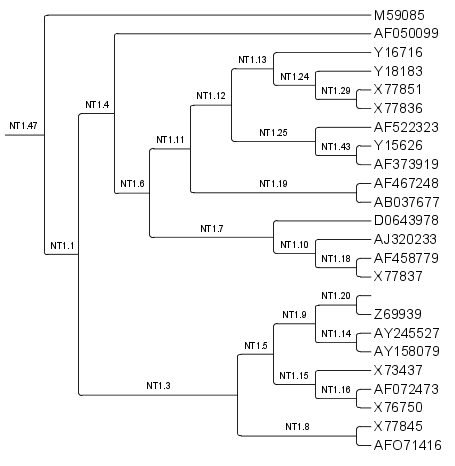 M59085
AF050099
Y16716
NT1.13
Y18183
NT1.24
X77851
NT1.29
NT1.12
NT1.4
X77836
AF522323
NT1.47
NT1.25
Y15626
NT1.43
NT1.11
AF373919
AF467248
NT1.6
NT1.19
AB037677
D0643978
NT1.7
AJ320233
NT1.10
NT1.1
AF458779
NT1.18
X77837
NT1.20
Z69939
NT1.9
AY245527
NT1.14
NT1.5
AY158079
X73437
NT1.15
NT1.3
AF072473
NT1.16
X76750
X77845
NT1.8
AFO71416